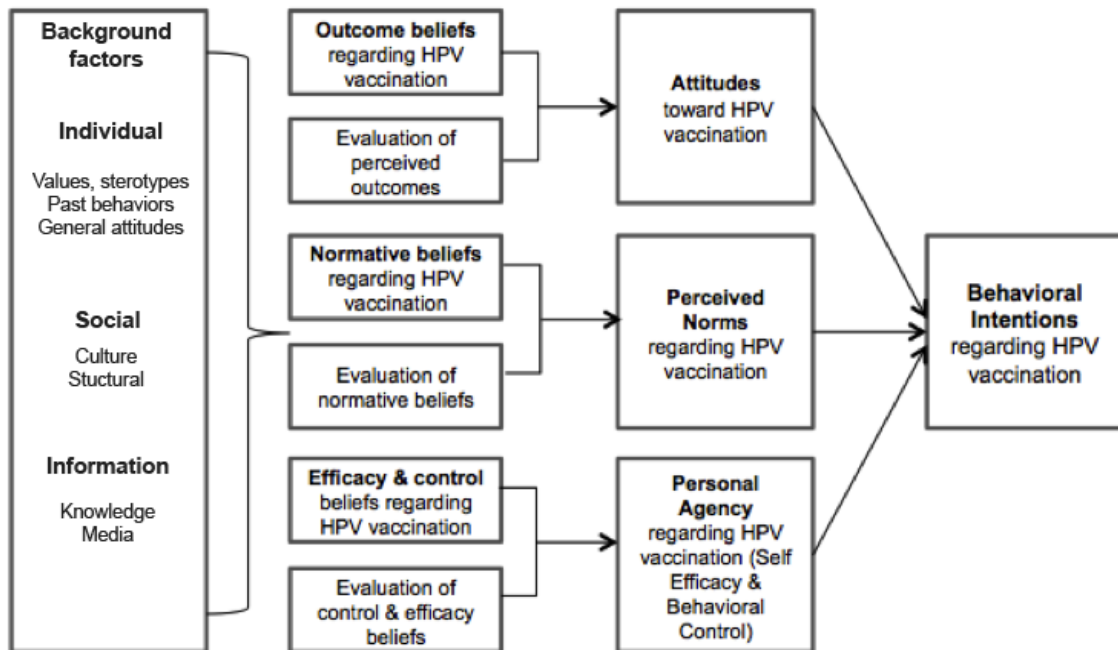 Background
factors
Individual
Values, sterotypes
Past behaviors
General attitudes
Social
Culture
Stuctural
Information
Knowledge
Media
Outcome beliefs
regarding HPV
vaccination
Evaluation of
perceived
outcomes
Normative beliefs
regarding HPV
vaccination
Evaluation of
normative beliefs
Efficacy & control
beliefs regarding
HPV vaccination
Evaluation of
control & efficacy
beliefs
Attitudes
toward HPV
vaccination
Perceived
Norms
regarding HPV
vaccination
Personal
Agency
regarding HPV
vaccination (Self
Efficacy &
Behavioral
Control)
Behavioral
Intentions
regarding HPV
vaccination